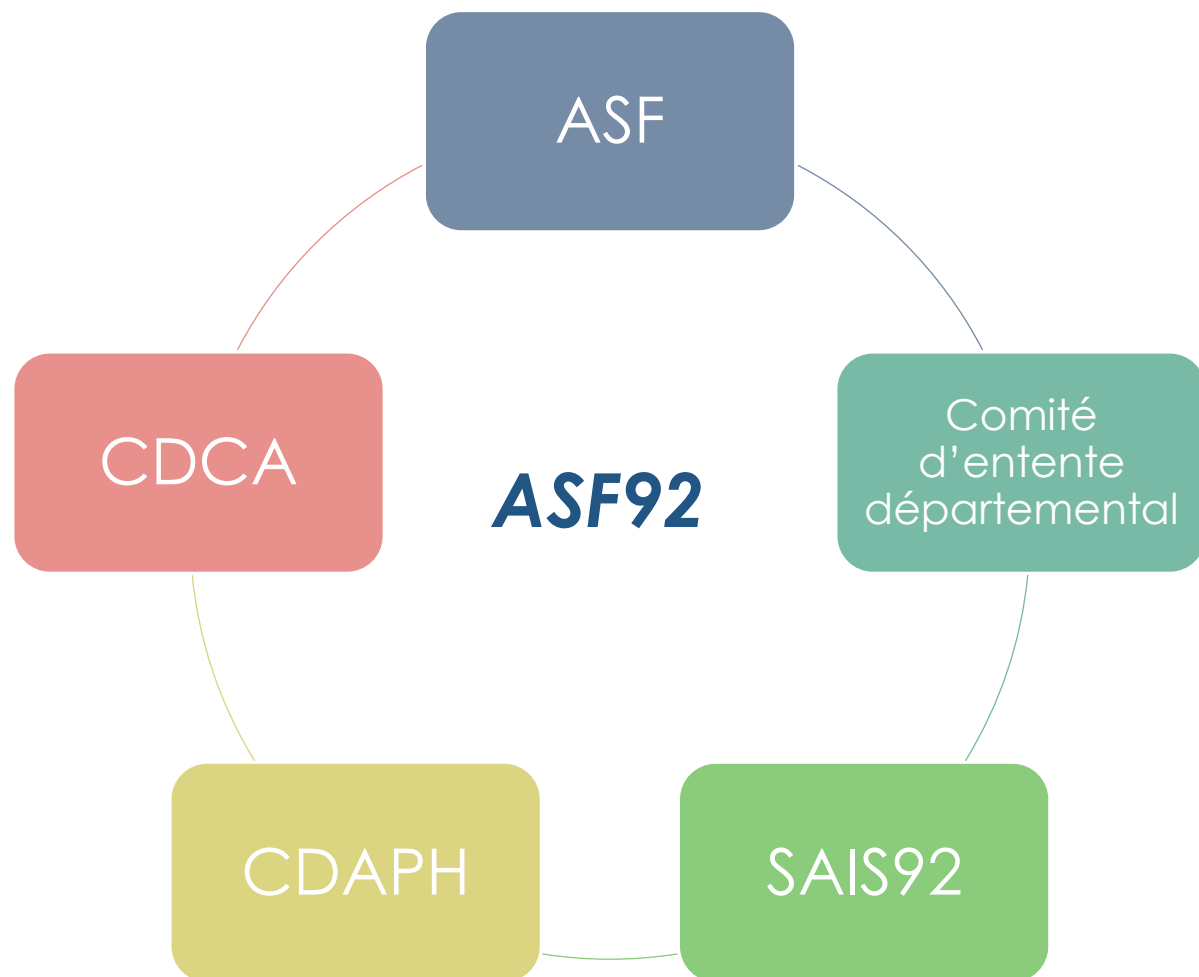 ASF
Comité
d’entente
départemental
CDCA
ASF92
CDAPH
SAIS92